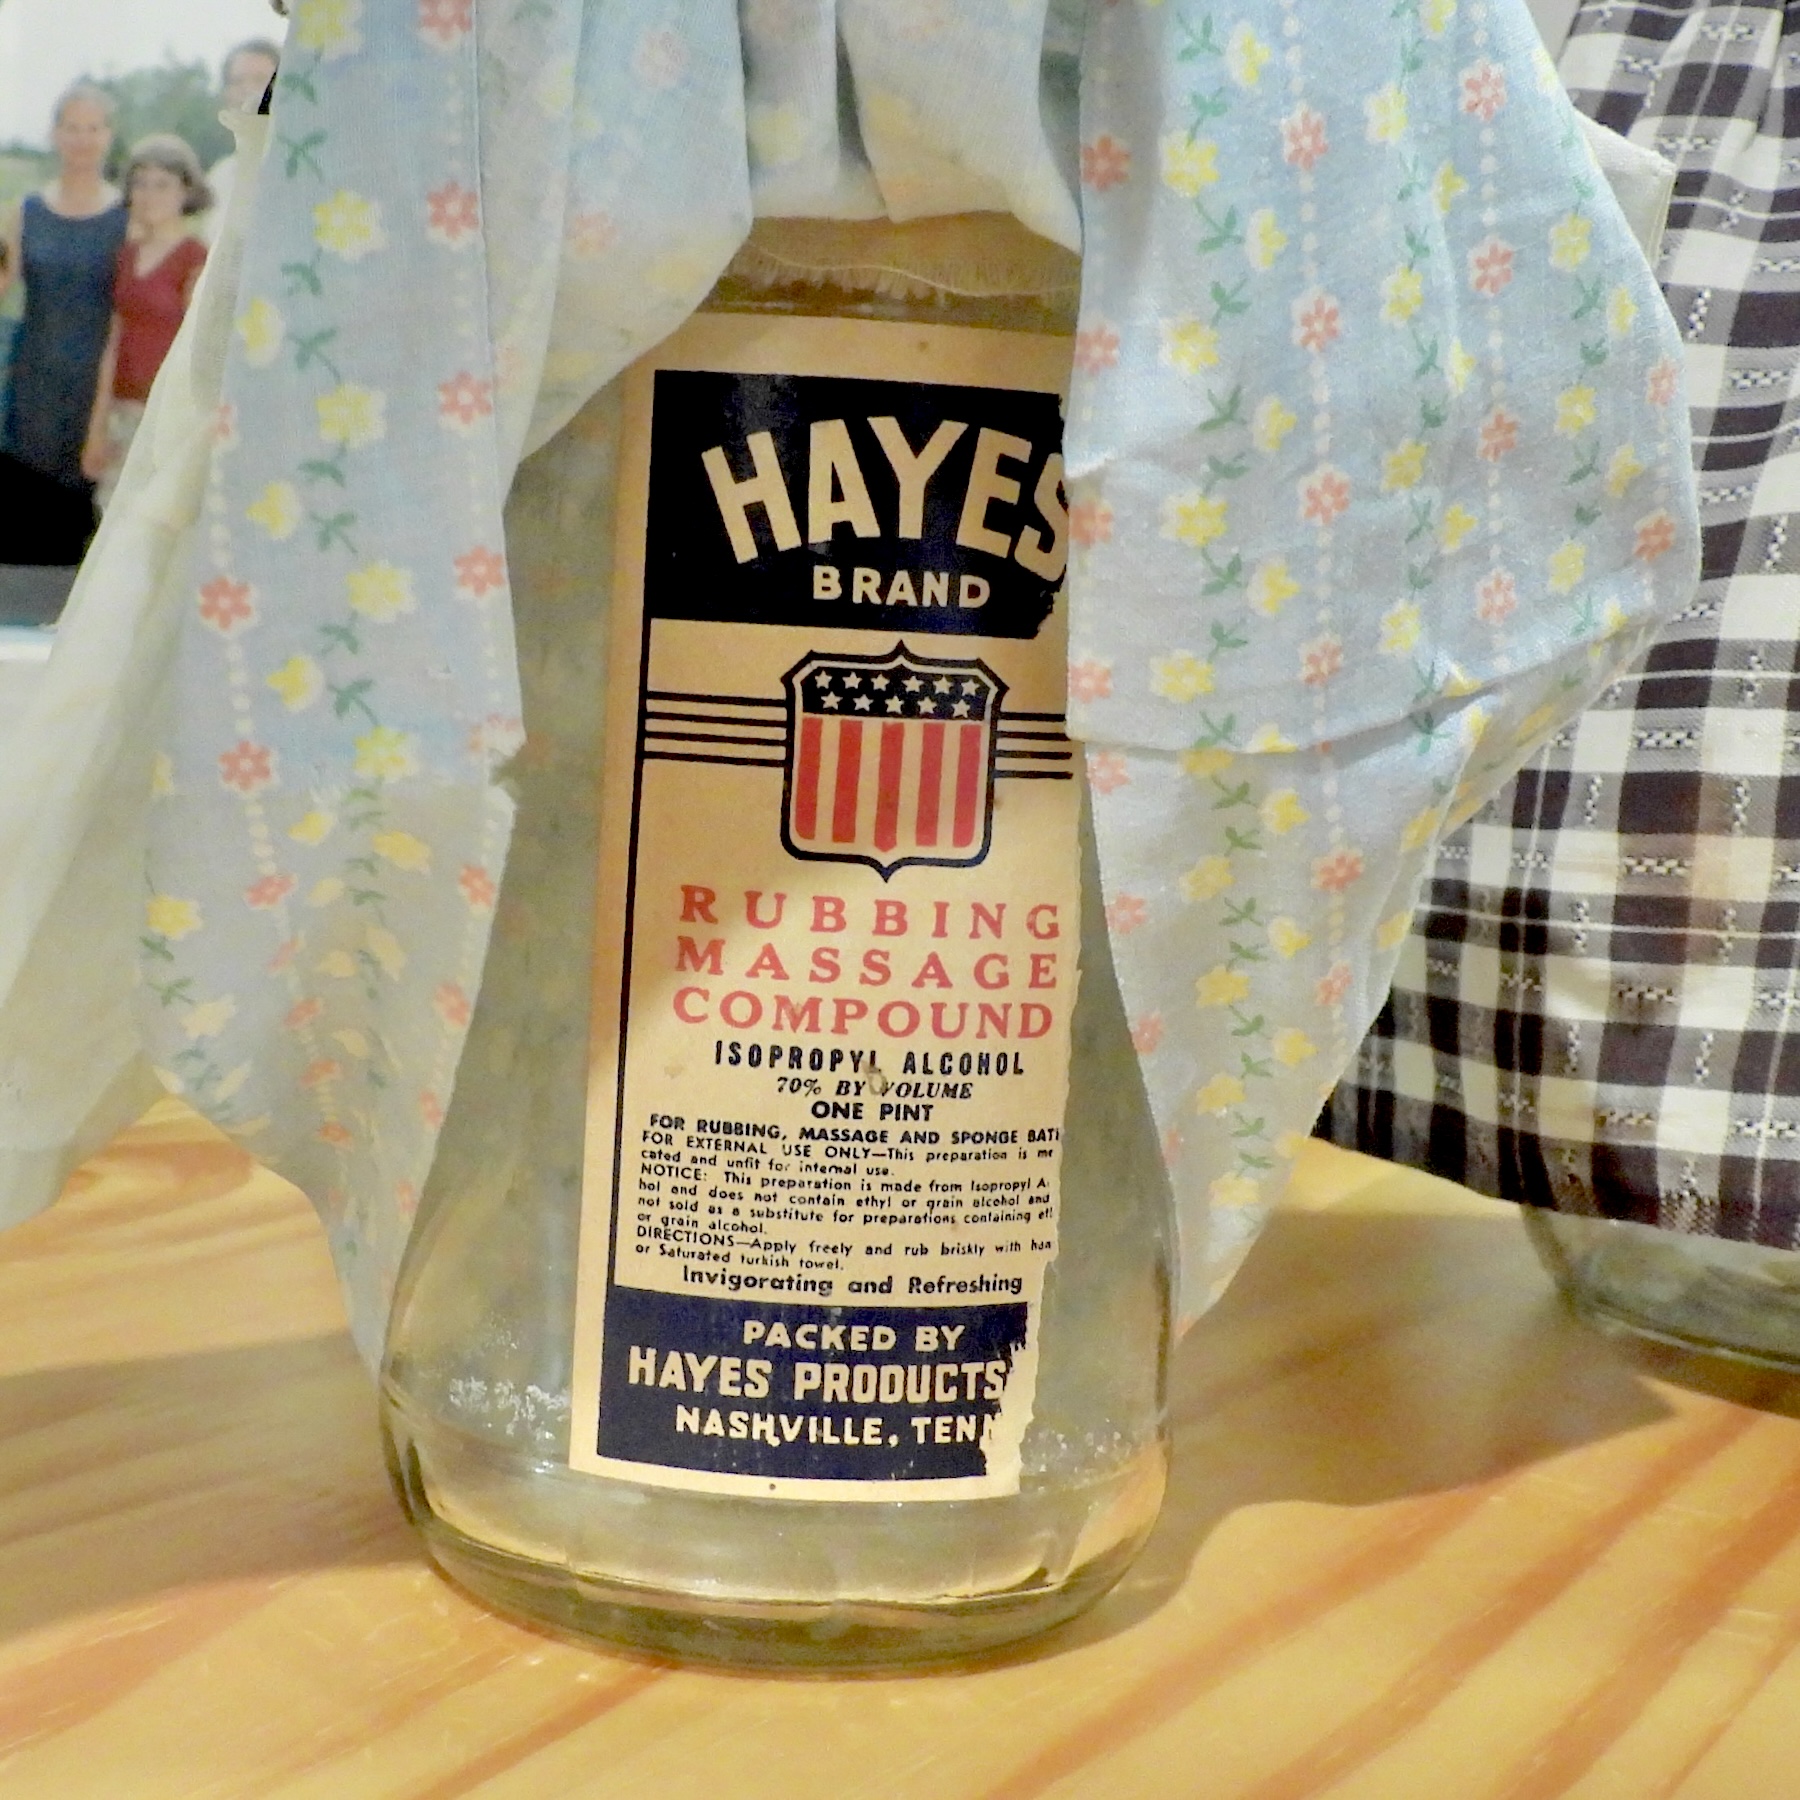 HAYES
BRAND
RUBBING
MASSAGE
COMPOUND
ISOPROPYL ALCOHOL
70% BY VOLUME
ONE PINT
FOR RUBBING, MASSAGE AND SPONGE BAT
FOR EXTERNAL USE ONLY—This preparation is me
cated and unfit for internal use.
NOTICE: This preparation is made from Isopropyl A
hol and does not contain ethyl or grain alcohol and
not sold as a substitute for preparations containing eth
or grain alcohol.
DIRECTIONS—Apply freely and rub briskly with han
or Saturated turkish towel.
Invigorating and Refreshing
PACKED BY
HAYES PRODUCTS
NASHVILLE, TENN